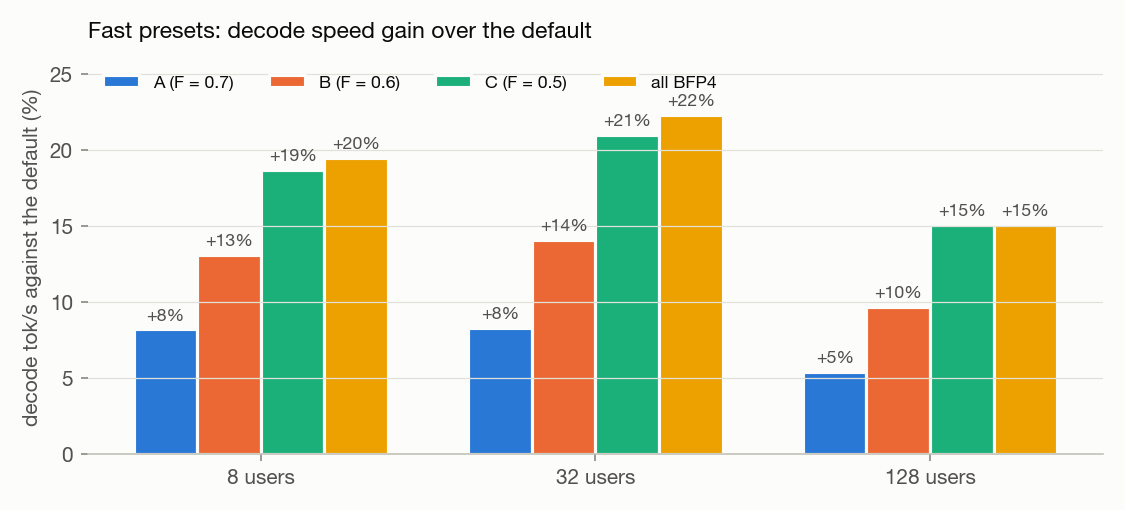 Fast presets: decode speed gain over the default
A (F = 0.7) B (F = 0.6) C (F = 0.5) all BFP4
decode tok/s against the default (%)
25
20
15
10
5
0
+8% +13% +19% +20%
+8% +14% +21% +22%
+5% +10% +15% +15%
8 users 32 users 128 users